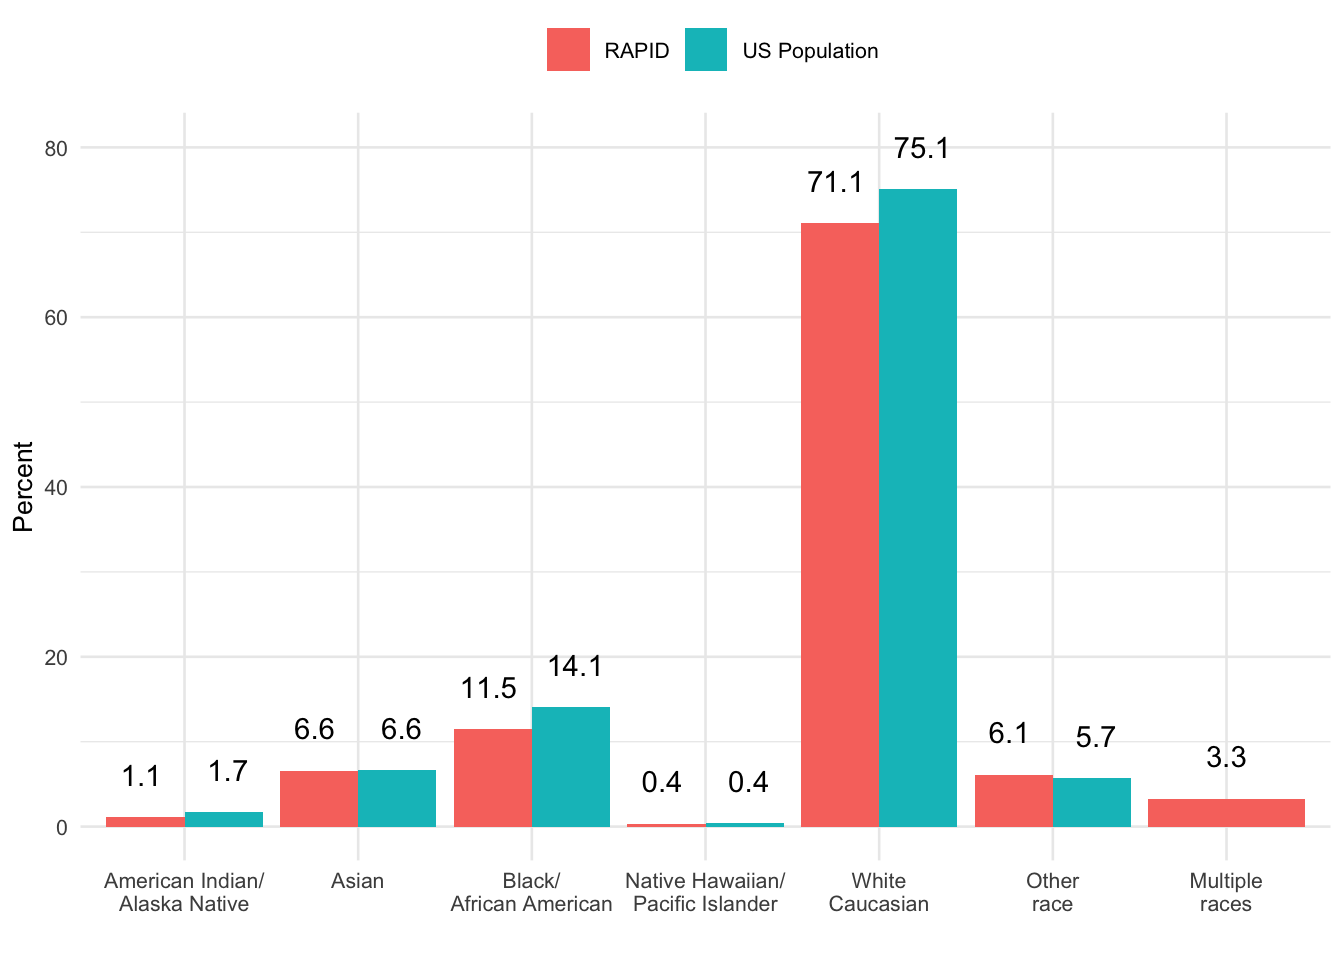 RAPID US Population
80
60
40
20
0
Percent
1.1 1.7 6.6 6.6 11.5 14.1 0.4 0.4 71.1 75.1 6.1 5.7 3.3
American Indian/
Alaska Native
Asian
Black/
African American
Native Hawaiian/
Pacific Islander
White
Caucasian
Other
race
Multiple
races